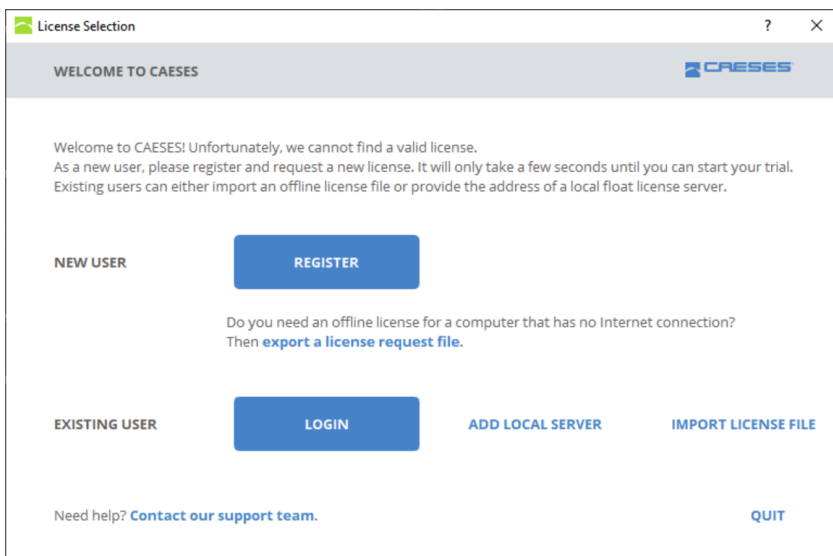 License Selection
WELCOME TO CAESES
CAESES
Welcome to CAESES! Unfortunately, we cannot find a valid license.
As a new user, please register and request a new license. It will only take a few seconds until you can start your trial.
Existing users can either import an offline license file or provide the address of a local float license server.
NEW USER
REGISTER
Do you need an offline license for a computer that has no Internet connection?
Then export a license request file.
EXISTING USER
LOGIN
ADD LOCAL SERVER
IMPORT LICENSE FILE
Need help? Contact our support team.
QUIT